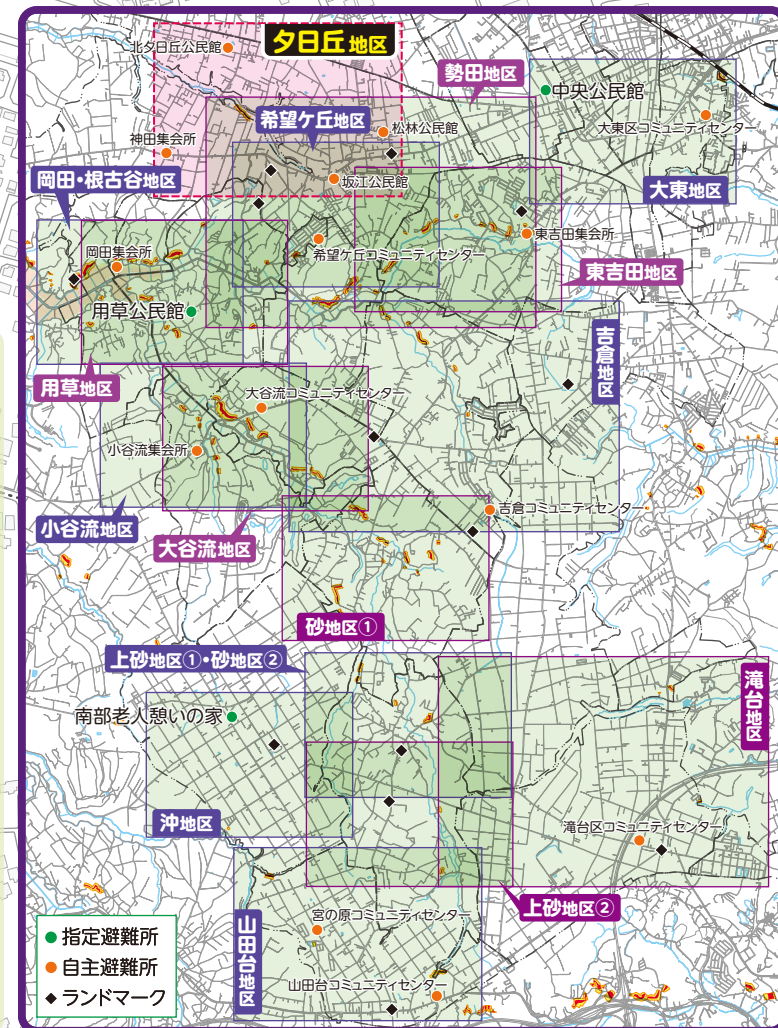 夕日丘地区
北夕日丘公民館
勢田地区
中央公民館
希望ケ丘地区
松林公民館
大東区コミュニティセンター
神田集会所
岡田・根古谷地区
坂江公民館
大東地区
岡田集会所
希望ケ丘コミュニティセンター
東吉田集会所
東吉田地区
用草公民館
吉倉地区
用草地区
大谷流コミュニティセンター
小谷流集会所
小谷流地区
大谷流地区
吉倉コミュニティセンター
砂地区①
上砂地区①・砂地区②
滝台地区
南部老人憩いの家
沖地区
滝台区コミュニティセンター
上砂地区②
山田台地区
宮の原コミュニティセンター
山田台コミュニティセンター
指定避難所
自主避難所
ランドマーク